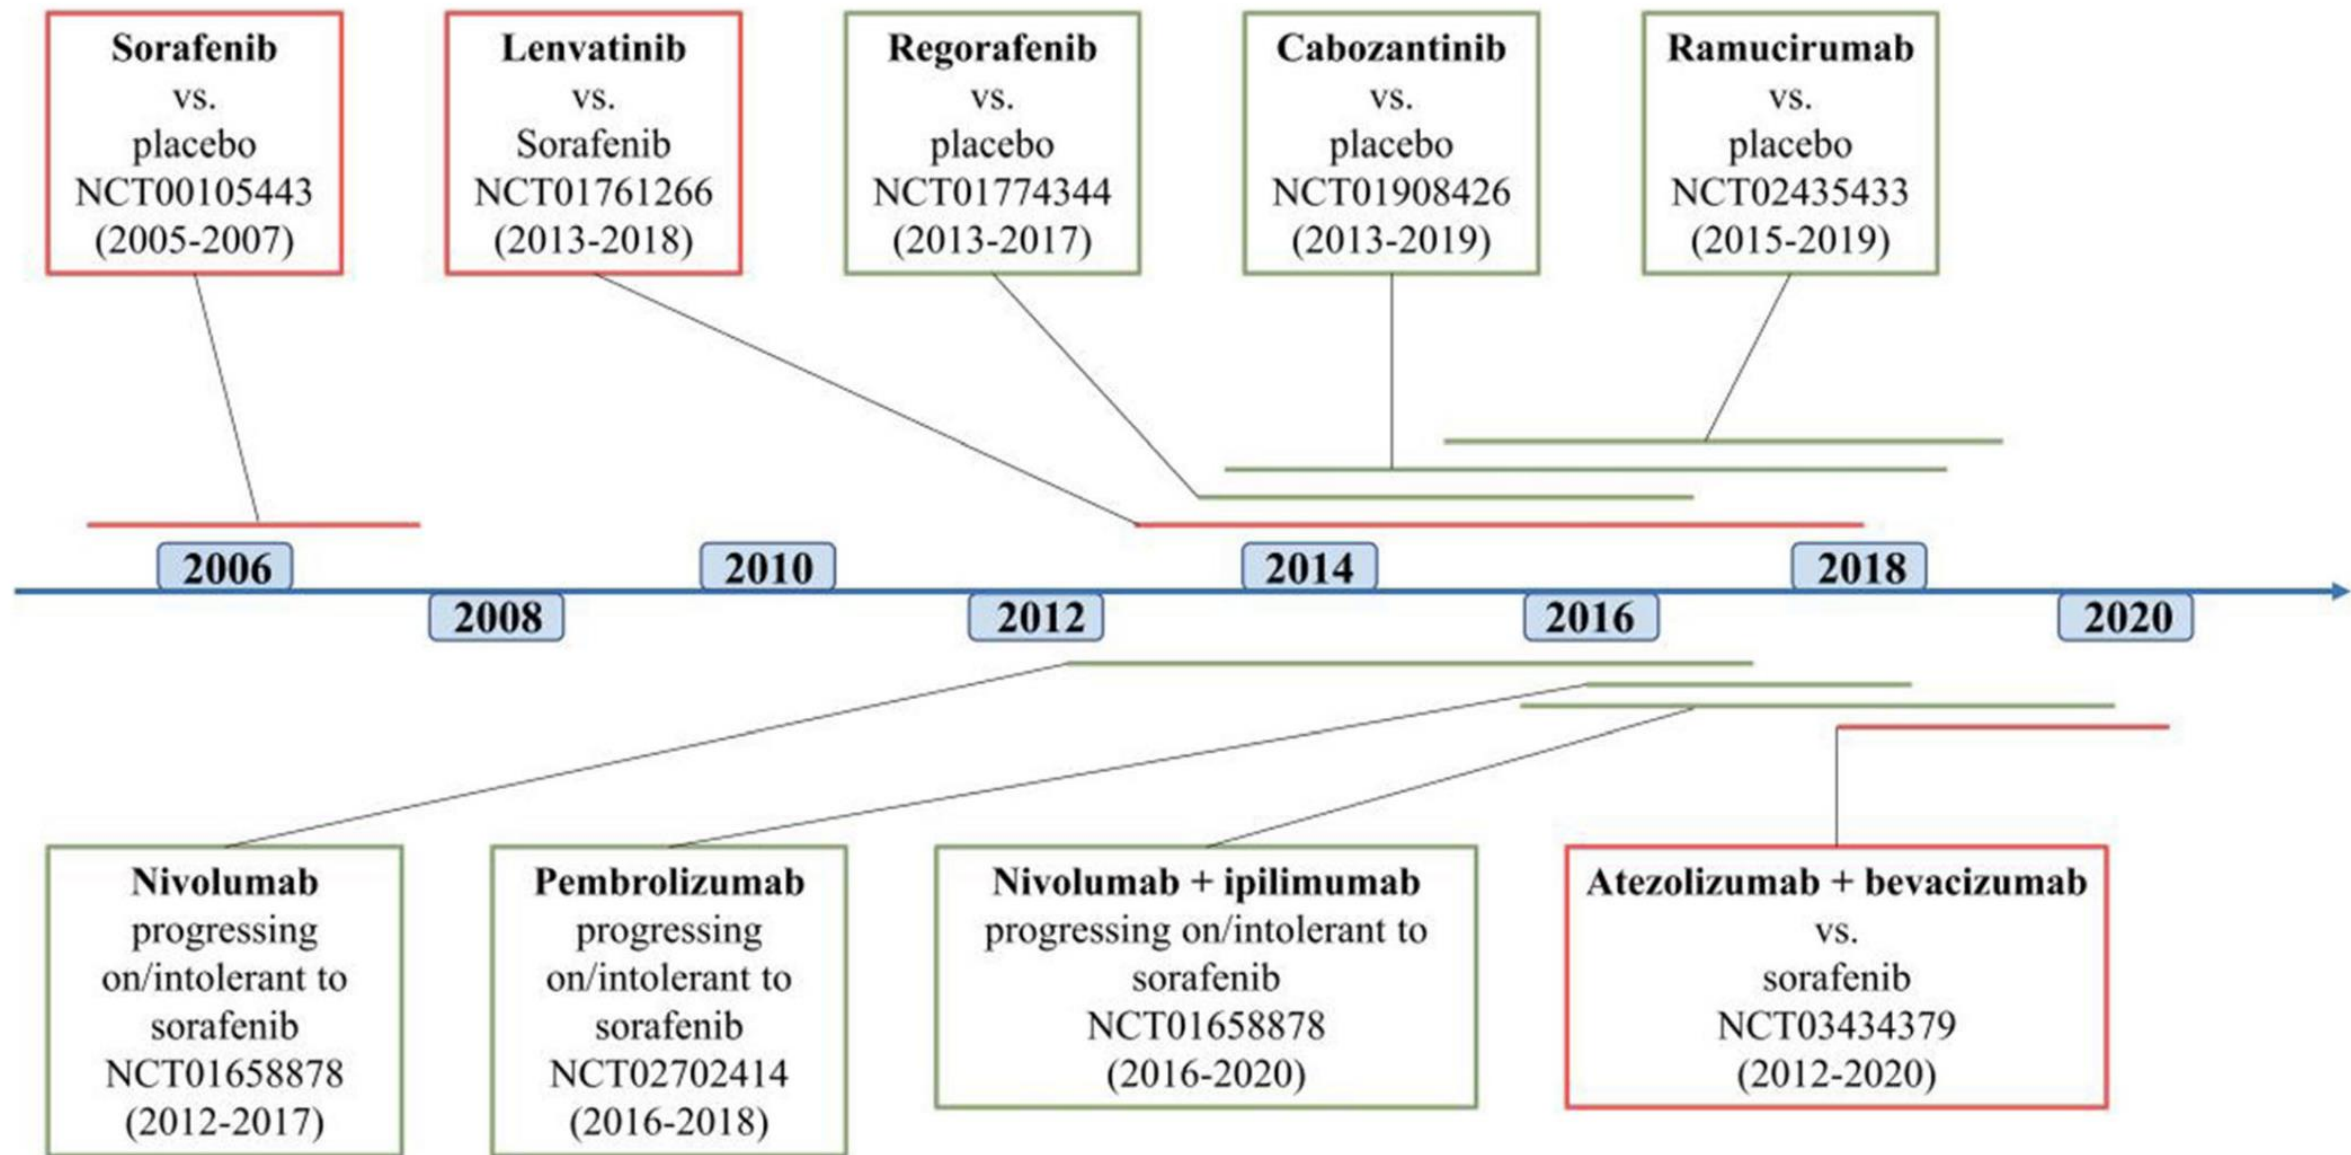 Sorafenib
vs.
placebo
NCT00105443
(2005-2007)
Lenvatinib
vs.
Sorafenib
NCT01761266
(2013-2018)
Regorafenib
vs.
placebo
NCT01774344
(2013-2017)
Cabozantinib
vs.
placebo
NCT01908426
(2013-2019)
Ramucirumab
vs.
placebo
NCT02435433
(2015-2019)
2006
2008
2010
2012
2014
2016
2018
2020
Nivolumab
progressing
on/intolerant to
sorafenib
NCT01658878
(2012-2017)
Pembrolizumab
progressing
on/intolerant to
sorafenib
NCT02702414
(2016-2018)
Nivolumab + ipilimumab
progressing on/intolerant to
sorafenib
NCT01658878
(2016-2020)
Atezolizumab + bevacizumab
vs.
sorafenib
NCT03434379
(2012-2020)